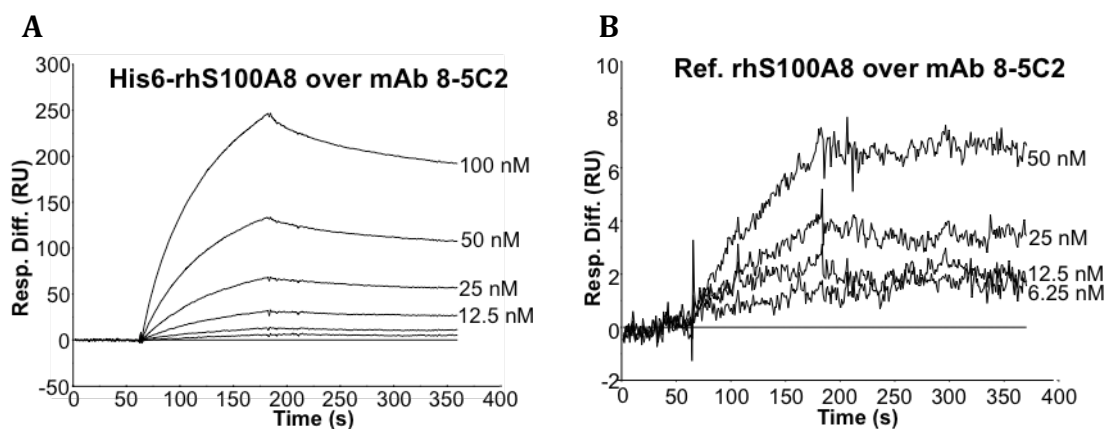 A
His6-rhS100A8 over mAb 8-5C2
Resp. Diff. (RU)
300
250
200
150
100
50
0
-50
100 nM
50 nM
25 nM
12.5 nM
0 50 100 150 200 250 300 350 400
Time (s)
B
Ref. rhS100A8 over mAb 8-5C2
Resp. Diff. (RU)
10
8
6
4
2
0
-2
50 nM
25 nM
12.5 nM
6.25 nM
0 50 100 150 200 250 300 350 400
Time (s)